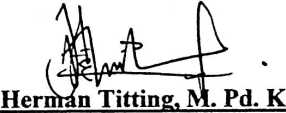 Herman Titting, M. Pd. K